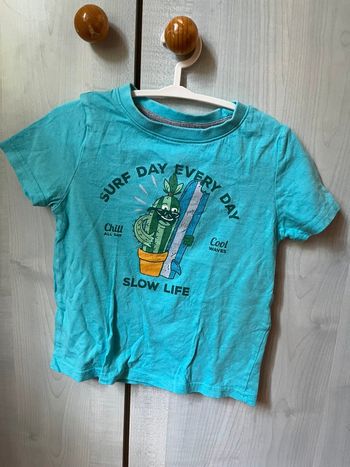 SURF DAY EVERY DAY
Chill
ALL DAY
Cool
WAVES
SLOW LIFE